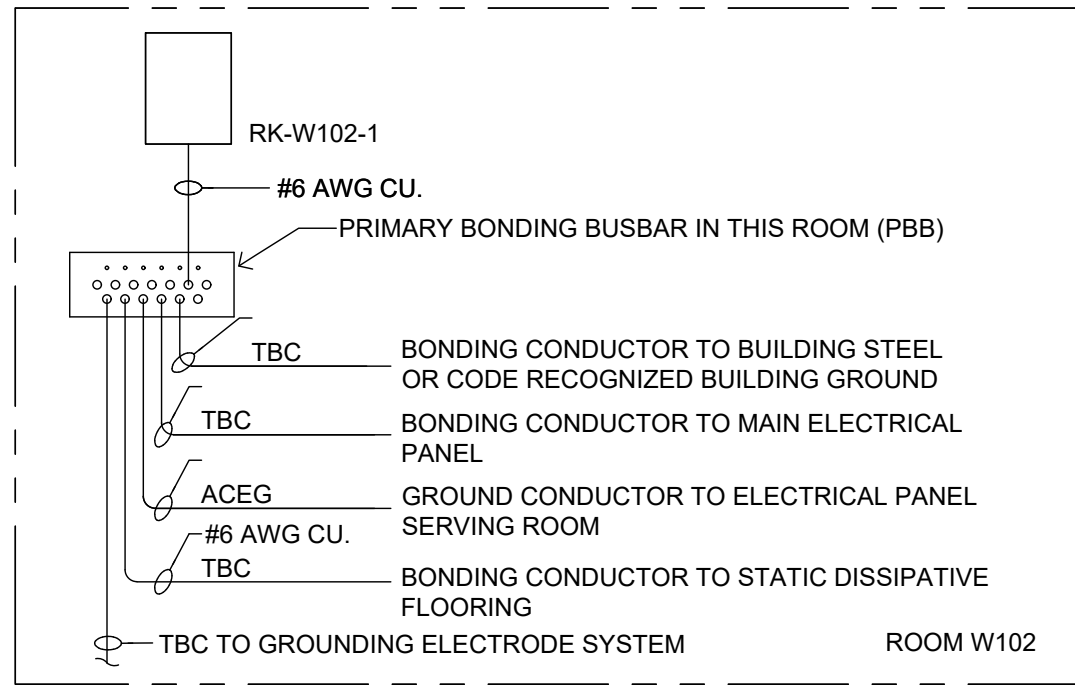 RK-W102-1
#6 AWG CU.
PRIMARY BONDING BUSBAR IN THIS ROOM (PBB)
TBC
BONDING CONDUCTOR TO BUILDING STEEL
OR CODE RECOGNIZED BUILDING GROUND
TBC
BONDING CONDUCTOR TO MAIN ELECTRICAL
PANEL
ACEG
GROUND CONDUCTOR TO ELECTRICAL PANEL
SERVING ROOM
#6 AWG CU.
TBC
BONDING CONDUCTOR TO STATIC DISSIPATIVE
FLOORING
TBC TO GROUNDING ELECTRODE SYSTEM
ROOM W102